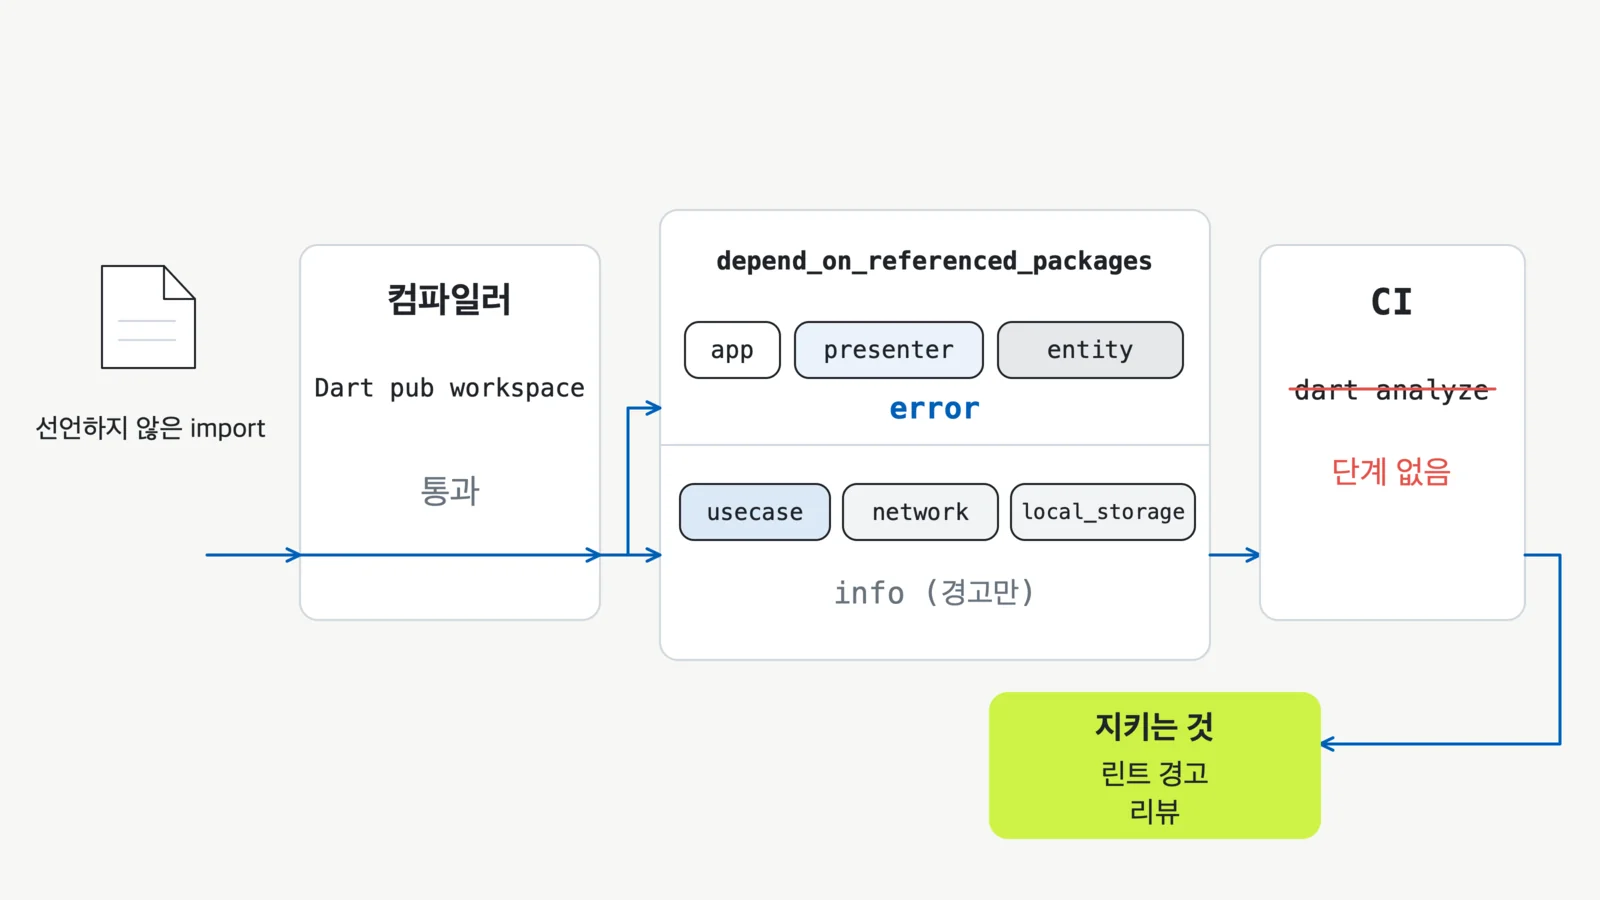 선언하지 않은 import
컴파일러
Dart pub workspace
통과
depend_on_referenced_packages
app
presenter
entity
error
usecase
network
local_storage
info (경고만)
CI
dart analyze
단계 없음
지키는 것
린트 경고
리뷰